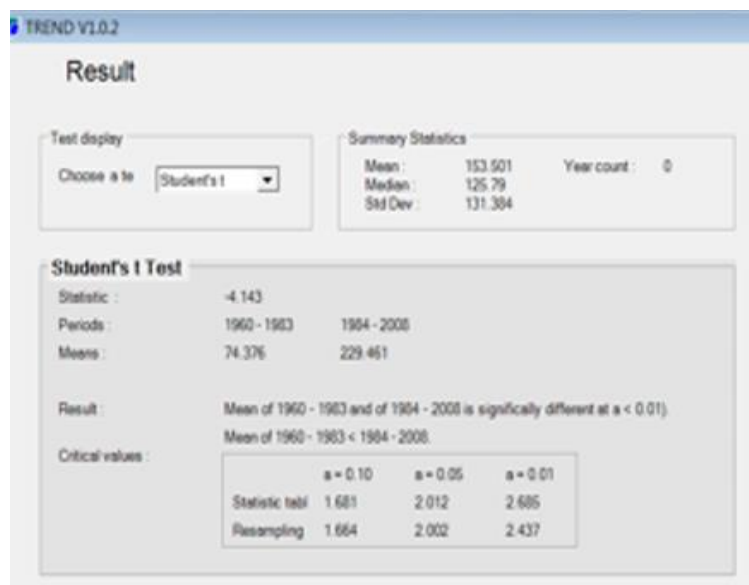 TREND V1.0.2
Result
Test display
Choose a te Student's t
Summary Statistics
Mean : 153.501 Year count : 0
Median : 125.79
Std Dev : 131.384
Student's t Test
Statistic : -4.143
Periods : 1960 - 1983 1984 - 2008
Means : 74.376 229.461
Result : Mean of 1960 - 1983 and of 1984 - 2008 is significally different at a < 0.01).
Mean of 1960 - 1983 < 1984 - 2008.
Critical values :
a = 0.10 a = 0.05 a = 0.01
Statistic tabl 1.681 2.012 2.685
Resampling 1.664 2.002 2.437